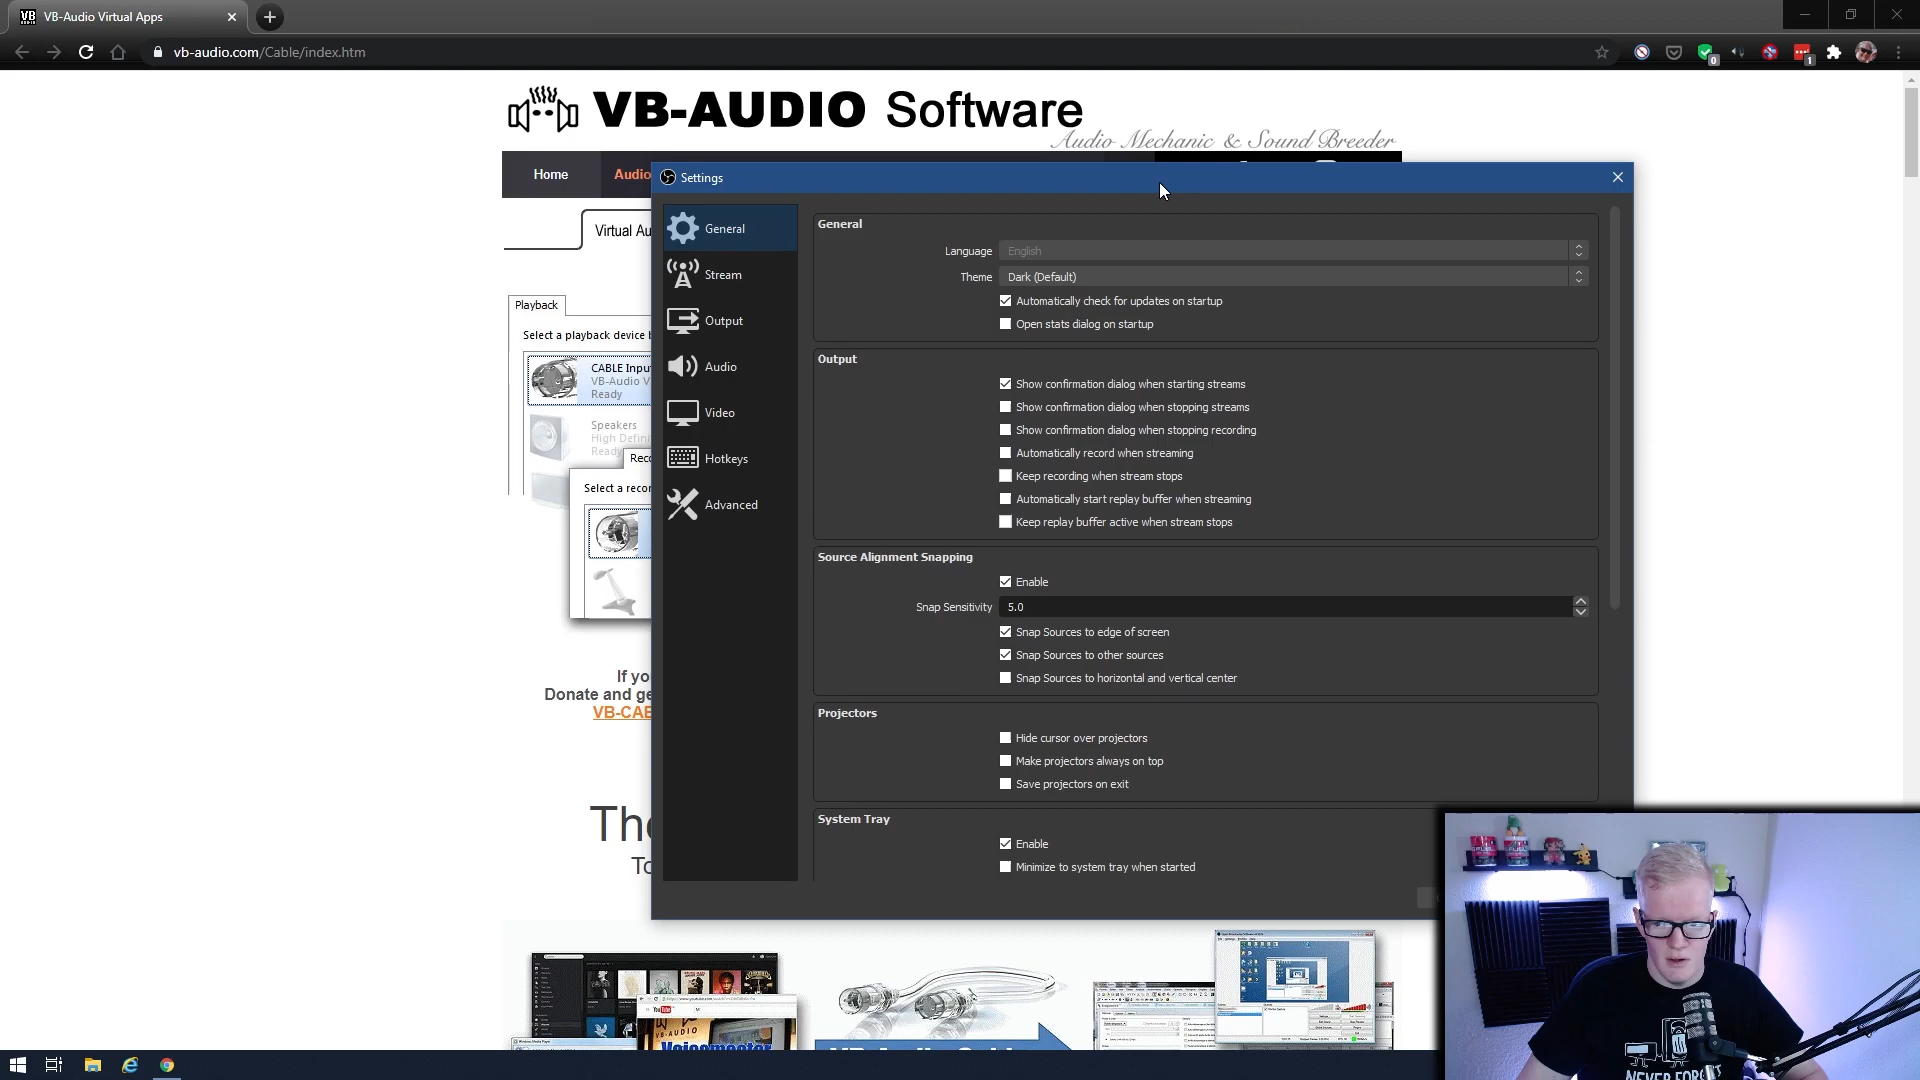 VB-Audio Virtual Apps
vb-audio.com/Cable/index.htm
VB-AUDIO Software
Audio Mechanic & Sound Breeder
Home
Audio
Virtual Au
Playback
Select a playback device
CABLE Inpu
VB-Audio V
Ready
Speakers
High Defini
Ready
Reco
Select a recor
If yo
Donate and ge
VB-CAB
The
To
Settings
General
Stream
Output
Audio
Video
Hotkeys
Advanced
General
Language English
Theme Dark (Default)
Automatically check for updates on startup
Open stats dialog on startup
Output
Show confirmation dialog when starting streams
Show confirmation dialog when stopping streams
Show confirmation dialog when stopping recording
Automatically record when streaming
Keep recording when stream stops
Automatically start replay buffer when streaming
Keep replay buffer active when stream stops
Source Alignment Snapping
Enable
Snap Sensitivity 5.0
Snap Sources to edge of screen
Snap Sources to other sources
Snap Sources to horizontal and vertical center
Projectors
Hide cursor over projectors
Make projectors always on top
Save projectors on exit
System Tray
Enable
Minimize to system tray when started
VB-AUDIO
Voicemeeter
NEVER FORGET